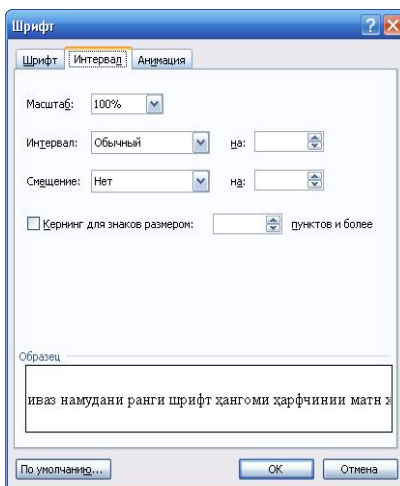 Шрифт
Шрифт Интервал Анимация
Масштаб: 100%
Интервал: Обычный на:
Смещение: Нет на:
Кернинг для знаков размером: пунктов и более
Образец
иваз намудани ранги шрифт ҳангоми ҳарфчинии матн
По умолчанию... ОК Отмена